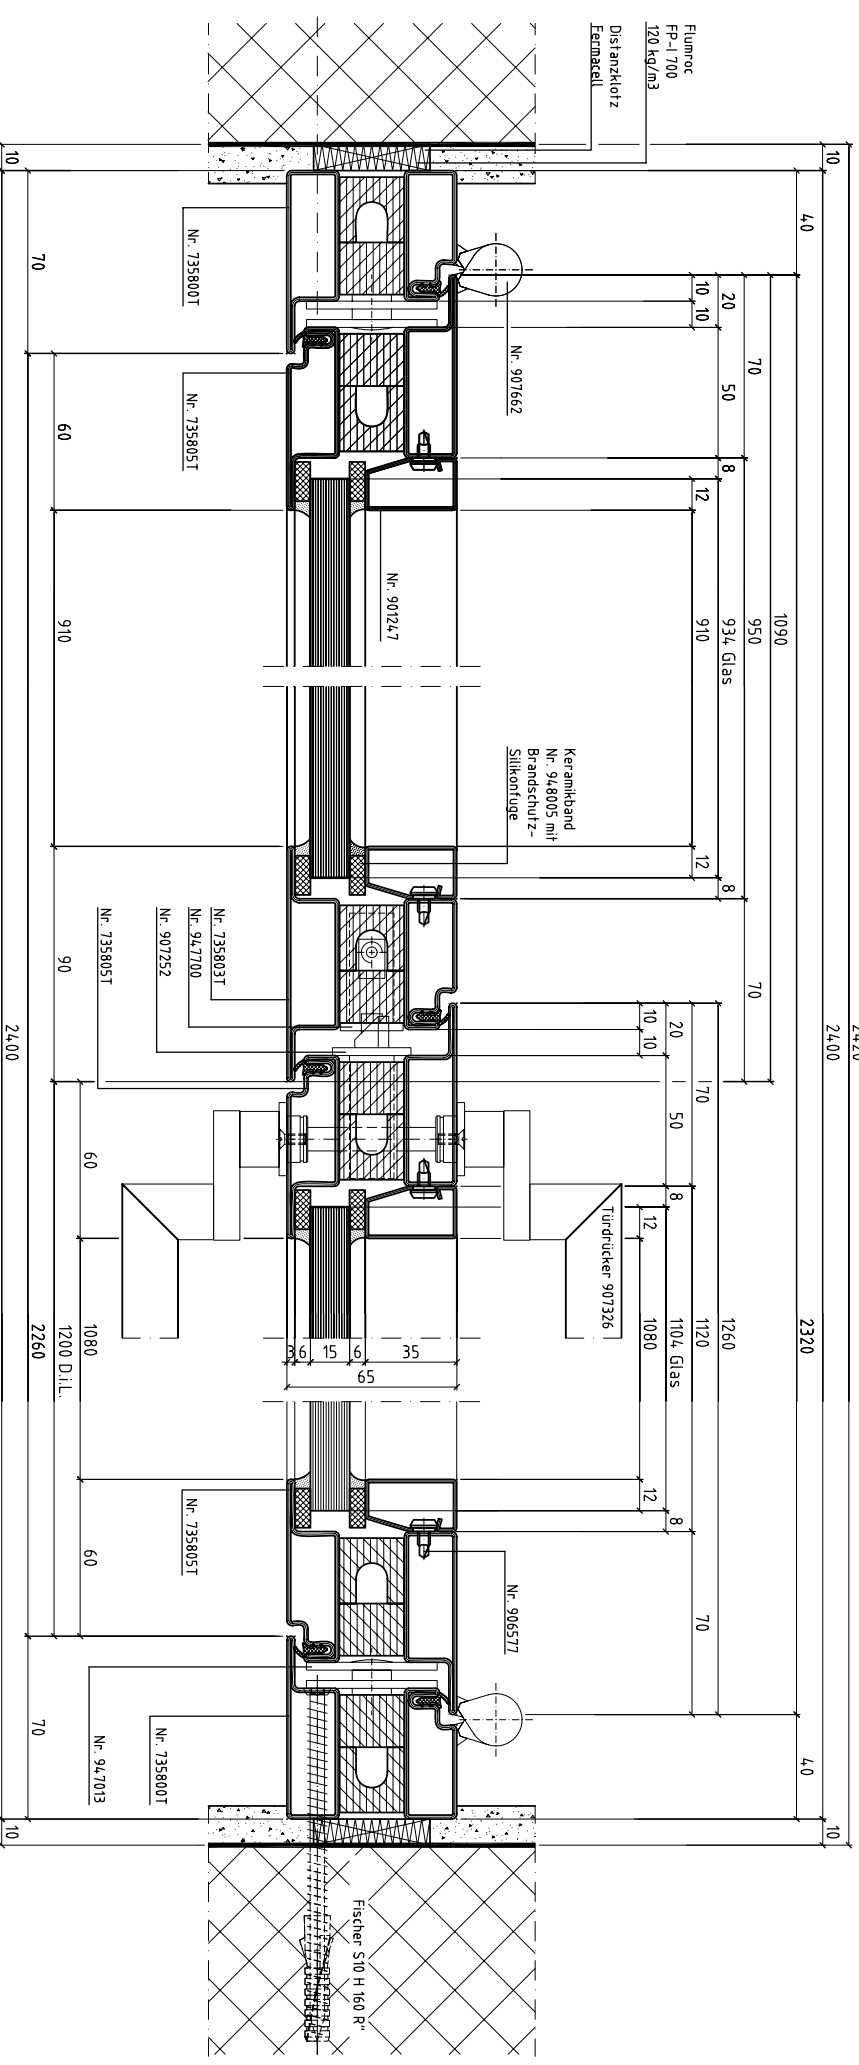 Flumroc
FP-I 700
120 kg/m3
Distanzklotz
Fermacell
2420
2400
10
2320
10
40
40
1090
1260
70
950
70
20
50
8
934 Glas
8
10
10
12
910
12
70
1120
70
20
50
8
1104 Glas
8
10
10
12
1080
12
Nr. 907662
Nr. 901247
Keramikband
Nr. 948005 mit
Brandschutz-
Silikonfuge
Türdrücker 907326
Nr. 906577
Fischer S10 H 160 R"
3
6
15
6
35
65
Nr. 735800T
Nr. 735805T
Nr. 735803T
Nr. 947700
Nr. 907252
Nr. 735805T
Nr. 735805T
Nr. 735800T
Nr. 947013
60
1080
60
60
910
90
1200 D.i.L.
70
2260
70
10
2400
10